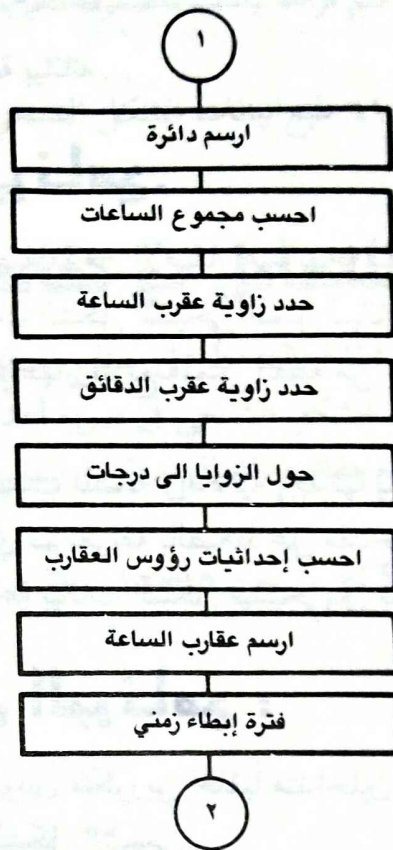 ١
ارسم دائرة
احسب مجموع الساعات
حدد زاوية عقرب الساعة
حدد زاوية عقرب الدقائق
حول الزوايا الى درجات
احسب إحداثيات رؤوس العقارب
ارسم عقارب الساعة
فترة إبطاء زمني
٢